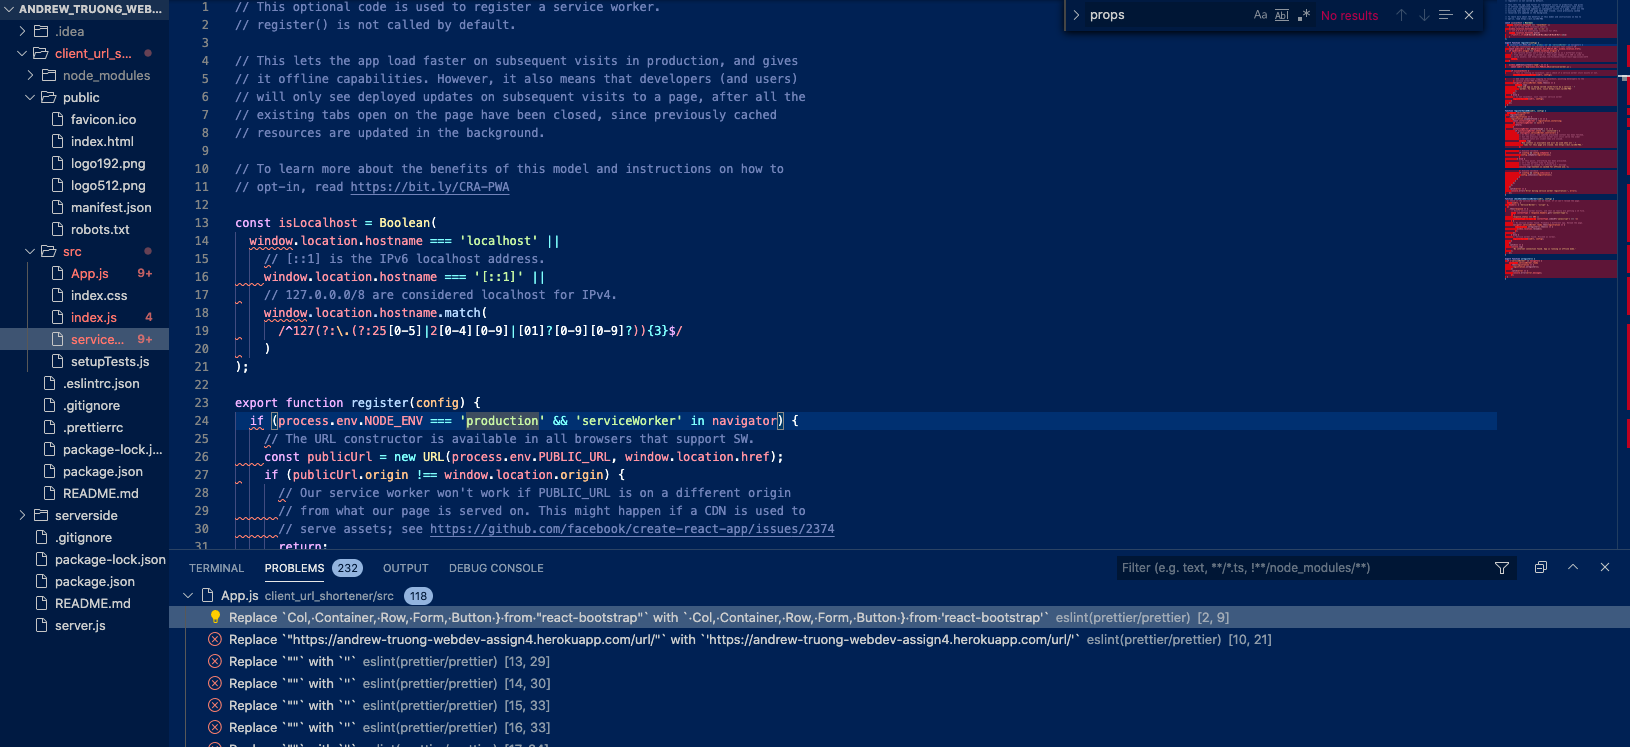 ANDREW_TRUONG_WEB...
.idea
client_url_s...
node_modules
public
favicon.ico
index.html
logo192.png
logo512.png
manifest.json
robots.txt
src
App.js 9+
index.css
index.js 4
service... 9+
setupTests.js
.eslintrc.json
.gitignore
.prettierrc
package-lock.j...
package.json
README.md
serverside
.gitignore
package-lock.json
package.json
README.md
server.js
props Aa Ab| .* No results
1 // This optional code is used to register a service worker.
2 // register() is not called by default.
3
4 // This lets the app load faster on subsequent visits in production, and gives
5 // it offline capabilities. However, it also means that developers (and users)
6 // will only see deployed updates on subsequent visits to a page, after all the
7 // existing tabs open on the page have been closed, since previously cached
8 // resources are updated in the background.
9
10 // To learn more about the benefits of this model and instructions on how to
11 // opt-in, read https://bit.ly/CRA-PWA
12
13 const isLocalhost = Boolean(
14 window.location.hostname === 'localhost' ||
15 // [::1] is the IPv6 localhost address.
16 window.location.hostname === '[::1]' ||
17 // 127.0.0.0/8 are considered localhost for IPv4.
18 window.location.hostname.match(
19 /^127(?:\.(?:25[0-5]|2[0-4][0-9]|[01]?[0-9][0-9]?)){3}$/
20 )
21 );
22
23 export function register(config) {
24 if (process.env.NODE_ENV === 'production' && 'serviceWorker' in navigator) {
25 // The URL constructor is available in all browsers that support SW.
26 const publicUrl = new URL(process.env.PUBLIC_URL, window.location.href);
27 if (publicUrl.origin !== window.location.origin) {
28 // Our service worker won't work if PUBLIC_URL is on a different origin
29 // from what our page is served on. This might happen if a CDN is used to
30 // serve assets; see https://github.com/facebook/create-react-app/issues/2374
31 return;
TERMINAL PROBLEMS 232 OUTPUT DEBUG CONSOLE Filter (e.g. text, **/*.ts, !**/node_modules/**)
App.js client_url_shortener/src 118
Replace `Col,·Container,·Row,·Form,·Button·}·from·"react-bootstrap"` with `·Col,·Container,·Row,·Form,·Button·}·from·'react-bootstrap'` eslint(prettier/prettier) [2, 9]
Replace `"https://andrew-truong-webdev-assign4.herokuapp.com/url/"` with `'https://andrew-truong-webdev-assign4.herokuapp.com/url/'` eslint(prettier/prettier) [10, 21]
Replace `""` with `''` eslint(prettier/prettier) [13, 29]
Replace `""` with `''` eslint(prettier/prettier) [14, 30]
Replace `""` with `''` eslint(prettier/prettier) [15, 33]
Replace `""` with `''` eslint(prettier/prettier) [16, 33]